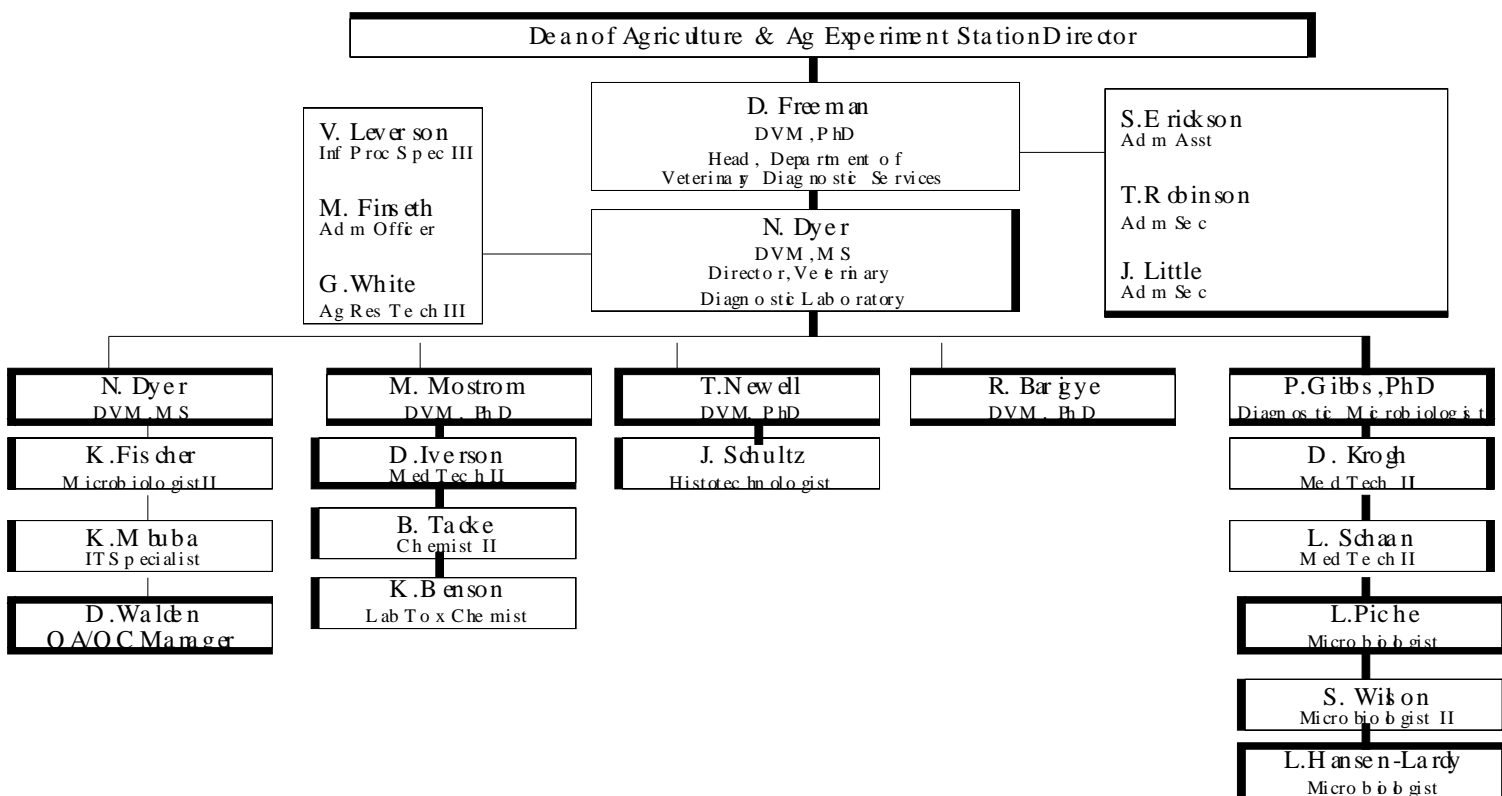 Dean of Agriculture & Ag Experiment Station Director
D. Freeman
DVM, PhD
Head, Department of
Veterinary Diagnostic Services
V. Leverson
Inf Proc Spec III
M. Finseth
Adm Officer
G. White
Ag Res Tech III
S. Erickson
Adm Asst
T. Robinson
Adm Sec
J. Little
Adm Sec
N. Dyer
DVM, MS
Director, Veterinary
Diagnostic Laboratory
N. Dyer
DVM, MS
K. Fischer
Microbiologist II
K. Mbuba
IT Specialist
D. Walden
QA/QC Manager
M. Mostrom
DVM, PhD
D. Iverson
Med Tech II
B. Tacke
Chemist II
K. Benson
Lab Tox Chemist
T. Newell
DVM, PhD
J. Schultz
Histotechnologist
R. Barigye
DVM, PhD
P. Gibbs, PhD
Diagnostic Microbiologist
D. Krogh
Med Tech II
L. Schaan
Med Tech II
L. Piche
Microbiologist
S. Wilson
Microbiologist II
L. Hansen-Lardy
Microbiologist